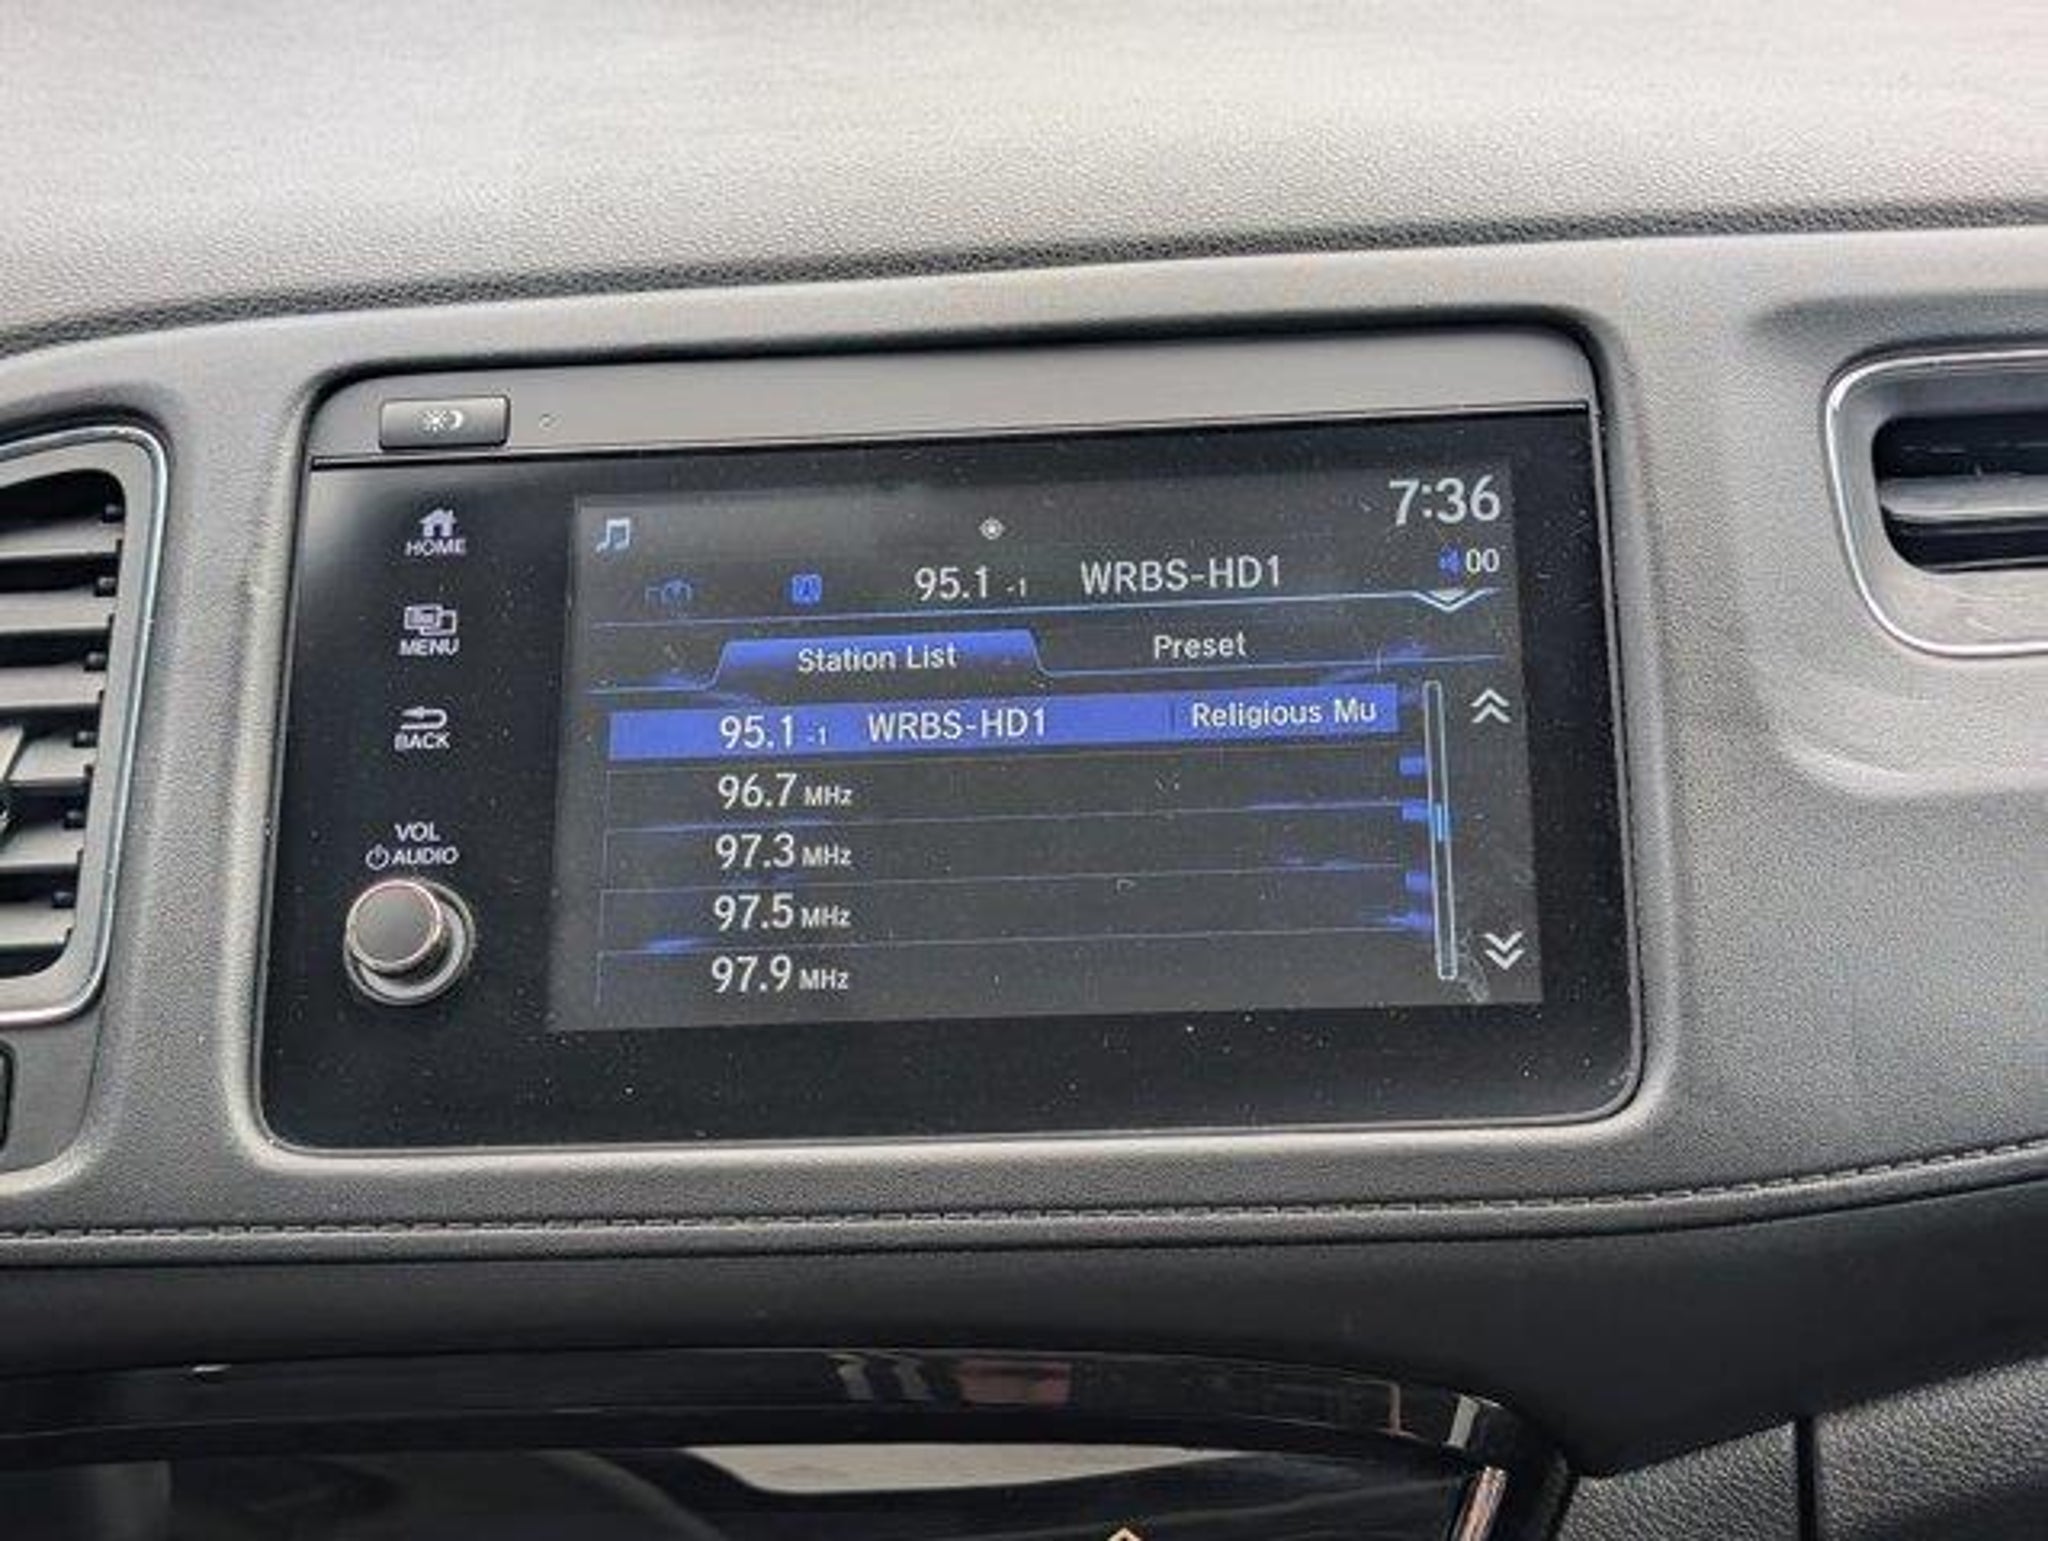 7:36
HOME
00
95.1 -1 WRBS-HD1
MENU
Station List Preset
95.1 -1 WRBS-HD1 Religious Mu
BACK
96.7 MHz
VOL
AUDIO
97.3 MHz
97.5 MHz
97.9 MHz